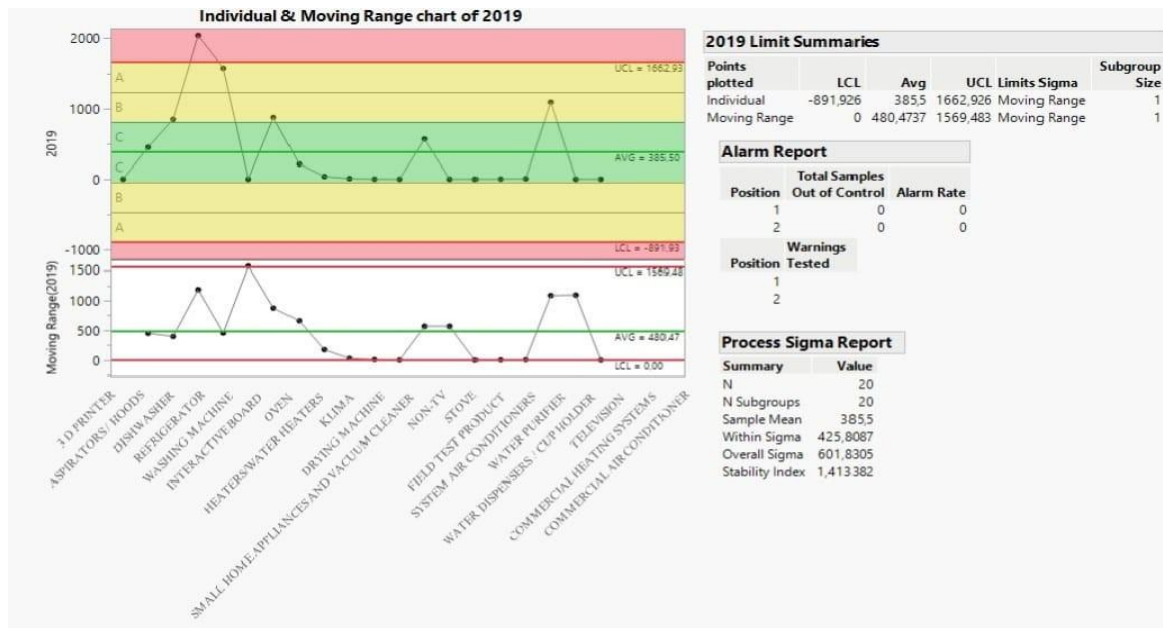 Individual & Moving Range chart of 2019
2019
2000
1000
0
-1000
A
B
C
C
B
A
UCL = 1662,93
AVG = 385,50
LCL = -891,93
Moving Range(2019)
1500
1000
500
0
UCL = 1569,48
AVG = 480,47
LCL = 0,00
3 D PRINTER
ASPIRATORS / HOODS
DISHWASHER
REFRIGERATOR
WASHING MACHINE
INTERACTIVE BOARD
OVEN
HEATERS/WATER HEATERS
KLIMA
DRYING MACHINE
SMALL HOME APPLIANCES AND VACUUM CLEANER
NON-TV
STOVE
FIELD TEST PRODUCT
SYSTEM AIR CONDITIONERS
WATER PURIFIER
WATER DISPENSERS / CUP HOLDER
TELEVISION
COMMERCIAL HEATING SYSTEMS
COMMERCIAL AIR CONDITIONER
2019 Limit Summaries
Points Subgroup
plotted LCL Avg UCL Limits Sigma Size
Individual -891,926 385,5 1662,926 Moving Range 1
Moving Range 0 480,4737 1569,483 Moving Range 1
Alarm Report
Total Samples
Position Out of Control Alarm Rate
1 0 0
2 0 0
Warnings
Position Tested
1
2
Process Sigma Report
Summary Value
N 20
N Subgroups 20
Sample Mean 385,5
Within Sigma 425,8087
Overall Sigma 601,8305
Stability Index 1,413382